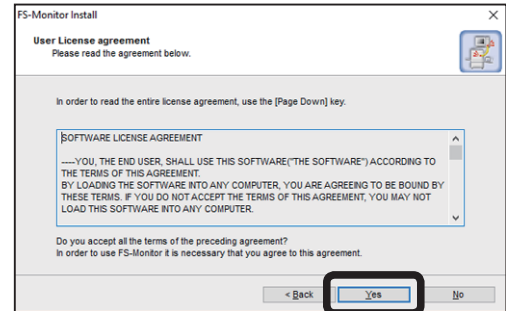 FS-Monitor Install
User License agreement
Please read the agreement below.
In order to read the entire license agreement, use the [Page Down] key.
SOFTWARE LICENSE AGREEMENT
----YOU, THE END USER, SHALL USE THIS SOFTWARE("THE SOFTWARE") ACCORDING TO
THE TERMS OF THIS AGREEMENT.
BY LOADING THE SOFTWARE INTO ANY COMPUTER, YOU ARE AGREEING TO BE BOUND BY
THESE TERMS. IF YOU DO NOT ACCEPT THE TERMS OF THIS AGREEMENT, YOU MAY NOT
LOAD THIS SOFTWARE INTO ANY COMPUTER.
Do you accept all the terms of the preceding agreement?
In order to use FS-Monitor it is necessary that you agree to this agreement.
< Back Yes No